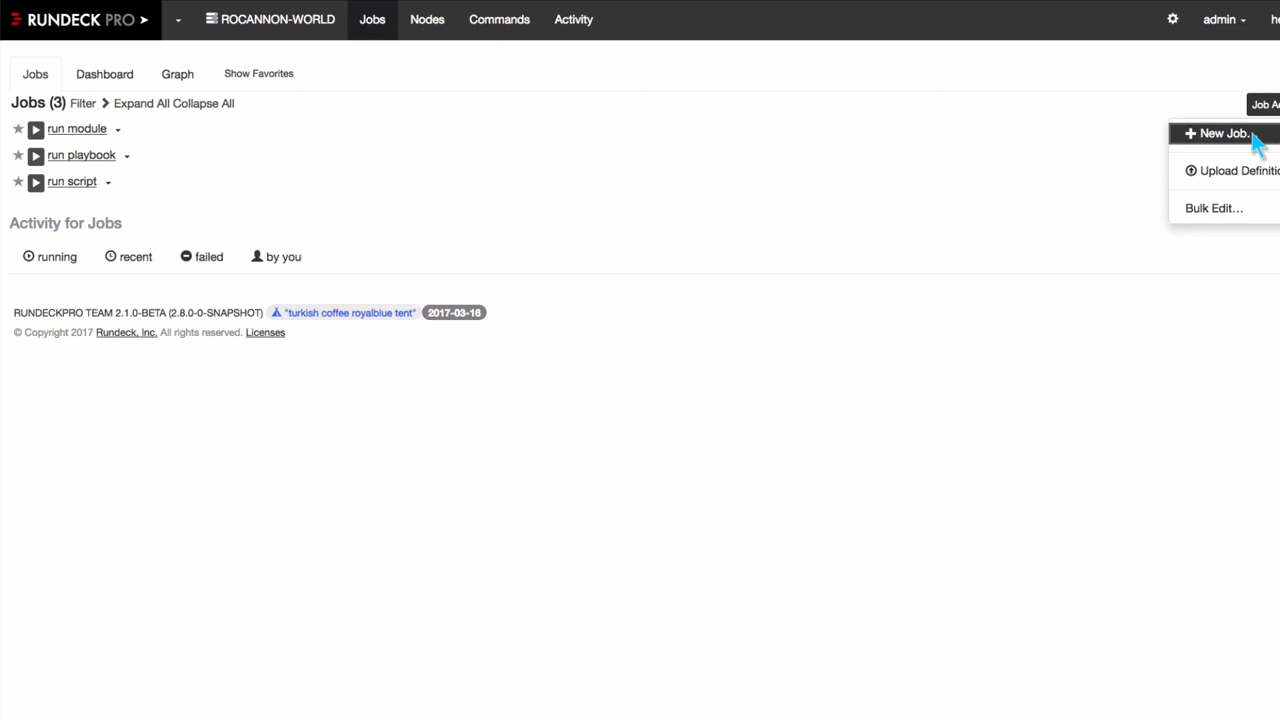 RUNDECK PRO ROCANNON-WORLD Jobs Nodes Commands Activity admin
Jobs Dashboard Graph Show Favorites
Jobs (3) Filter Expand All Collapse All
Job
run module
New Job...
run playbook
Upload
run script
Bulk Edit…
Activity for Jobs
running recent failed by you
RUNDECKPRO TEAM 2.1.0-BETA (2.8.0-0-SNAPSHOT) "turkish coffee royalblue tent" 2017-03-16
© Copyright 2017 Rundeck, Inc. All rights reserved. Licenses